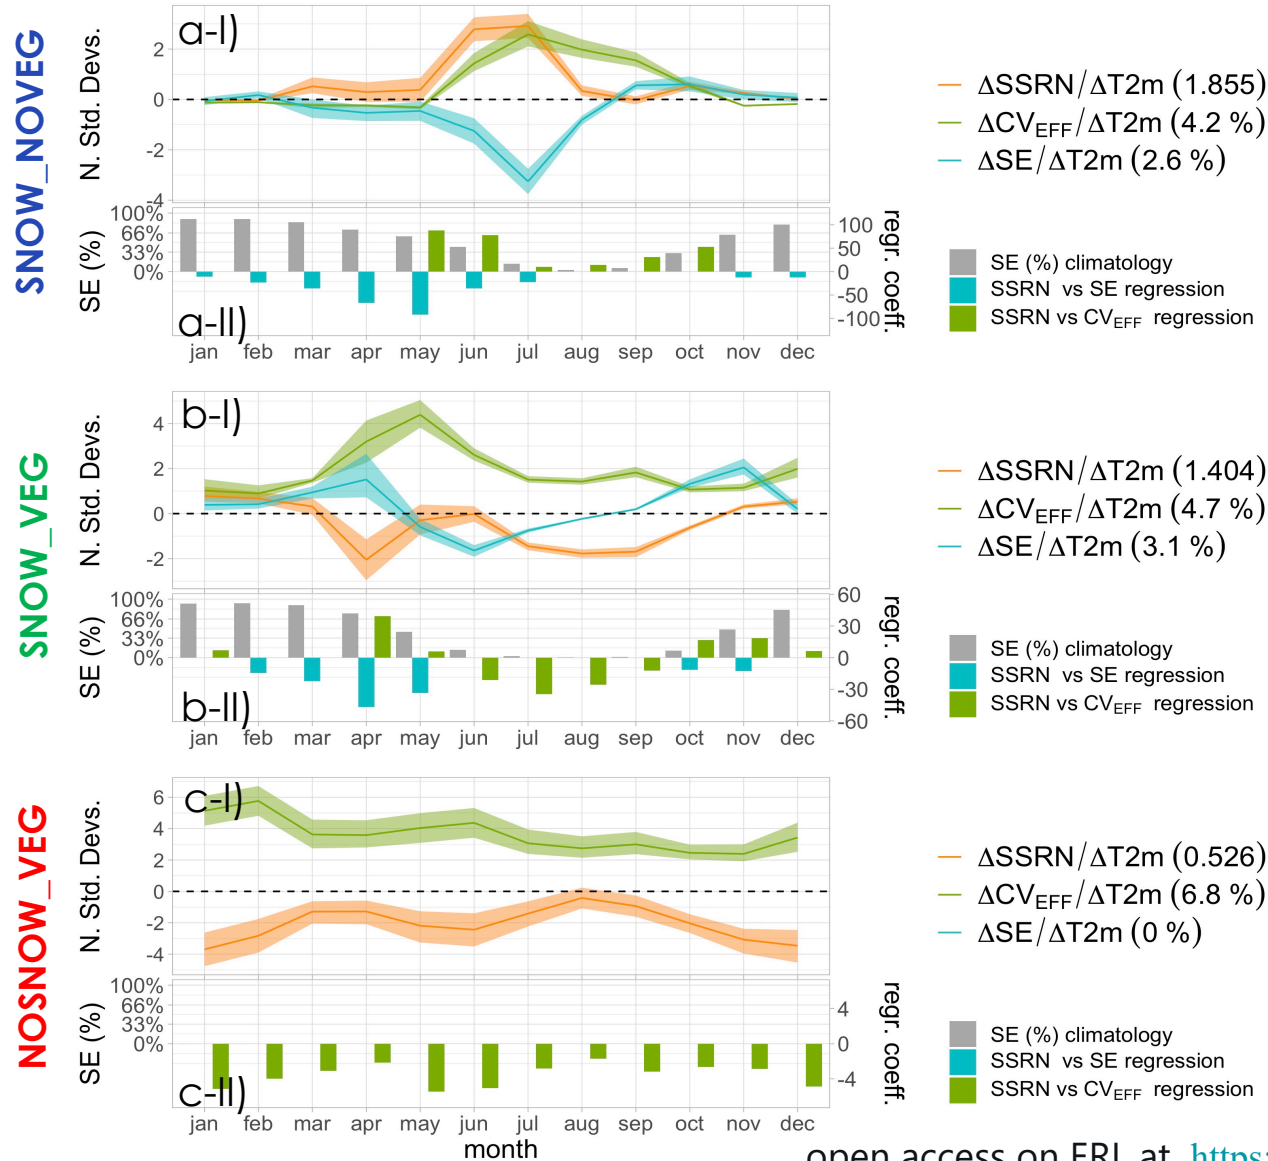 SNOW_NOVEG
N. Std. Devs.
a-I)
2
0
-2
-4
ΔSSRN/ΔT2m (1.855)
ΔCV_EFF/ΔT2m (4.2 %)
ΔSE/ΔT2m (2.6 %)
SE (%)
100%
66%
33%
0%
a-II)
100
50
0
-50
-100
regr. coeff.
SE (%) climatology
SSRN vs SE regression
SSRN vs CV_EFF regression
jan feb mar apr may jun jul aug sep oct nov dec
SNOW_VEG
N. Std. Devs.
b-I)
4
2
0
-2
ΔSSRN/ΔT2m (1.404)
ΔCV_EFF/ΔT2m (4.7 %)
ΔSE/ΔT2m (3.1 %)
SE (%)
100%
66%
33%
0%
b-II)
60
30
0
-30
-60
regr. coeff.
SE (%) climatology
SSRN vs SE regression
SSRN vs CV_EFF regression
jan feb mar apr may jun jul aug sep oct nov dec
NOSNOW_VEG
N. Std. Devs.
c-I)
6
4
2
0
-2
-4
ΔSSRN/ΔT2m (0.526)
ΔCV_EFF/ΔT2m (6.8 %)
ΔSE/ΔT2m (0 %)
SE (%)
100%
66%
33%
0%
c-II)
4
0
-4
regr. coeff.
SE (%) climatology
SSRN vs SE regression
SSRN vs CV_EFF regression
jan feb mar apr may jun jul aug sep oct nov dec
month
open access on ERL at https: